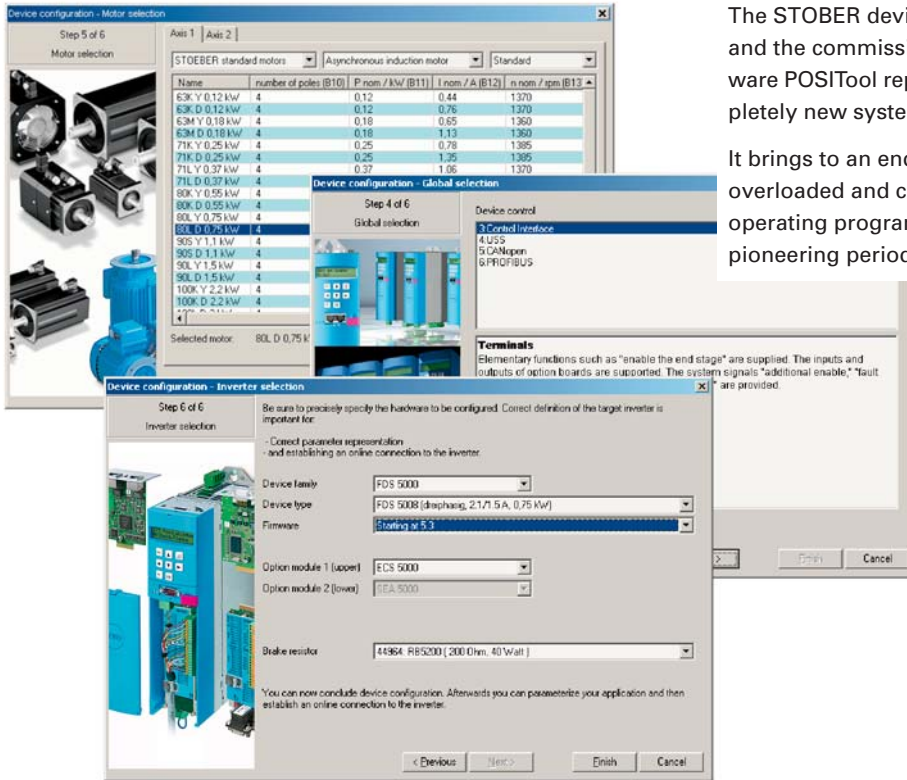 Device configuration - Motor selection
Step 5 of 6
Motor selection
Axis 1
Axis 2
STOEBER standard motors
Asynchronous induction motor
Standard
Name number of poles (B10) P nom / kW (B11) I nom / A (B12) n nom / rpm (B13
63K Y 0,12 kW 4 0,12 0,44 1370
63K D 0,12 kW 4 0,12 0,76 1370
63M Y 0,18 kW 4 0,18 0,65 1360
63M D 0,18 kW 4 0,18 1,13 1360
71K Y 0,25 kW 4 0,25 0,78 1385
71K D 0,25 kW 4 0,25 1,35 1385
71L Y 0,37 kW 4 0,37 1,06 1370
71L D 0,37 kW 4
80K Y 0,55 kW 4
80K D 0,55 kW 4
80L Y 0,75 kW 4
80L D 0,75 kW 4
90S Y 1,1 kW 4
90S D 1,1 kW 4
90L Y 1,5 kW 4
90L D 1,5 kW 4
100K Y 2,2 kW 4
100K D 2,2 kW 4
Selected motor: 80L D 0,75 k
The STOBER devi
and the commiss
ware POSITool rep
pletely new syste
It brings to an end
overloaded and c
operating program
pioneering period
Device configuration - Global selection
Step 4 of 6
Global selection
Device control
3:Control Interface
4:USS
5:CANopen
6:PROFIBUS
Terminals
Elementary functions such as "enable the end stage" are supplied. The inputs and
outputs of option boards are supported. The system signals "additional enable," "fault
" are provided.
>
Finish
Cancel
Device configuration - Inverter selection
Step 6 of 6
Inverter selection
Be sure to precisely specify the hardware to be configured. Correct definition of the target inverter is
important for:
- Correct parameter representation
- and establishing an online connection to the inverter.
Device family FDS 5000
Device type FDS 5008 (dreiphasig, 2.1/1.5 A, 0,75 kW)
Firmware Starting at 5.3
Option module 1 (upper) ECS 5000
Option module 2 (lower) SEA 5000
Brake resistor 44964: RB5200 ( 200 Ohm, 40 Watt )
You can now conclude device configuration. Afterwards you can parameterize your application and then
establish an online connection to the inverter.
< Previous
Next >
Finish
Cancel